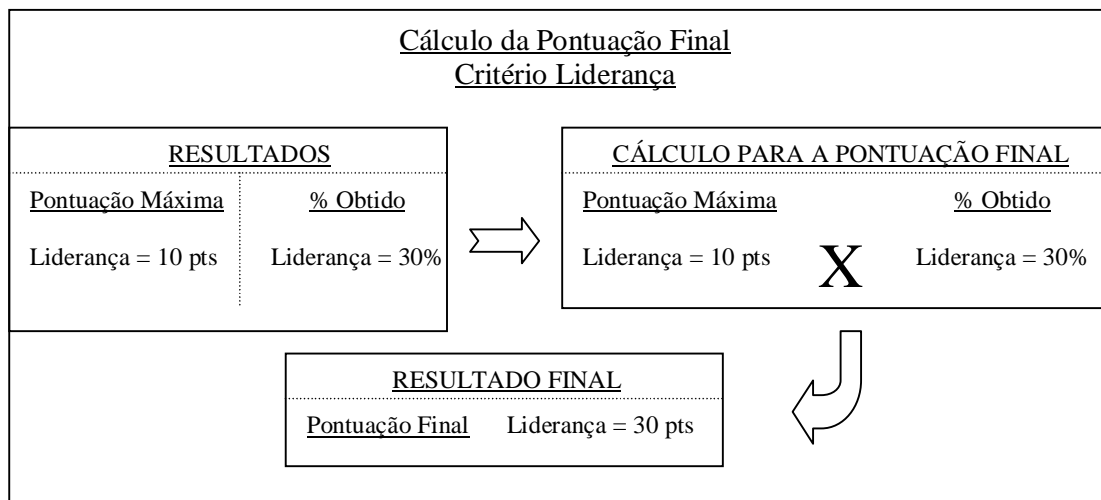 Cálculo da Pontuação Final
Critério Liderança
RESULTADOS
Pontuação Máxima % Obtido
Liderança = 10 pts Liderança = 30%
CÁLCULO PARA A PONTUAÇÃO FINAL
Pontuação Máxima % Obtido
Liderança = 10 pts X Liderança = 30%
RESULTADO FINAL
Pontuação Final Liderança = 30 pts